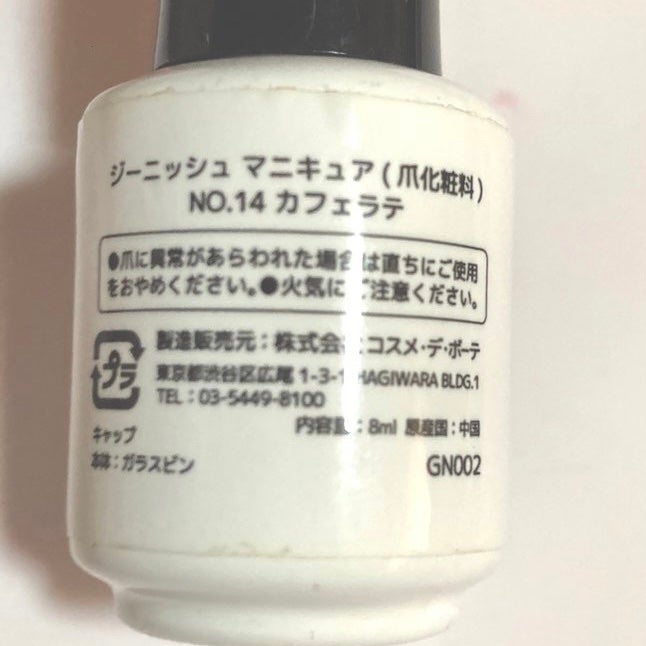 ジーニッシュ マニキュア(爪化粧料)
NO.14 カフェラテ
●爪に異常があらわれた場合は直ちにご使用
をおやめください。●火気にご注意ください。
製造販売元:株式会社コスメ・デ・ボーテ
東京都渋谷区広尾 1-3-1 HAGIWARA BLDG.1
TEL:03-5449-8100
内容量:8ml 原産国:中国
プラ
キャップ
本体:ガラスビン
GN002